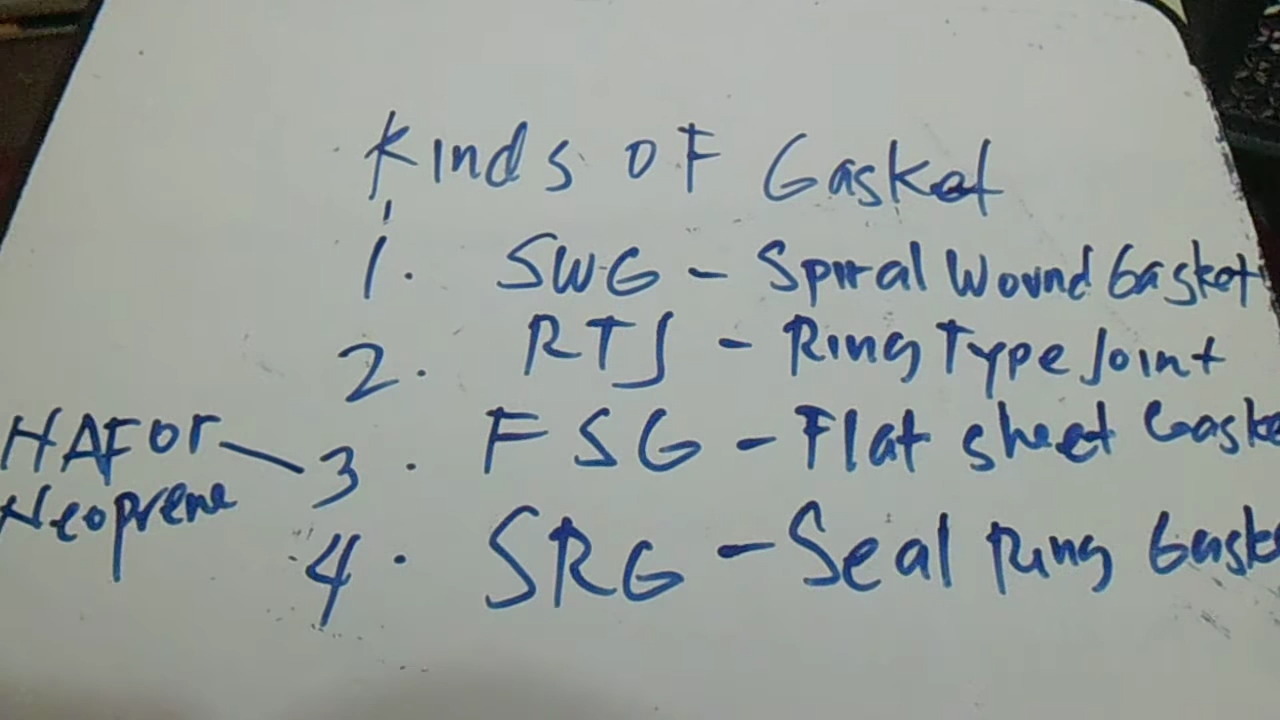 Kinds of Gasket
1. SWG - Spiral Wound Gasket
2. RTJ - Ring Type Joint
3. FSG - Flat sheet Gaske
4. SRG - Seal Ring Gaske
HAF or
Neoprene